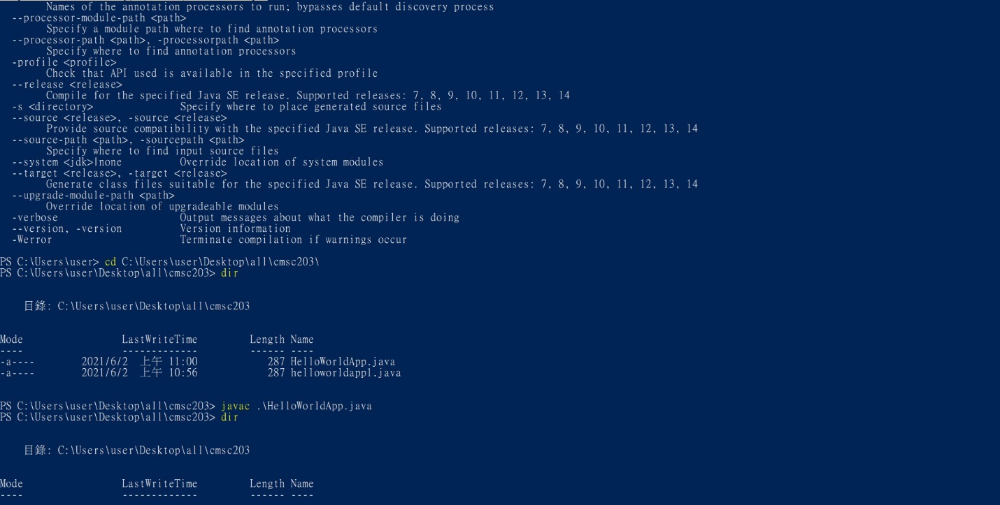 Names of the annotation processors to run; bypasses default discovery process
--processor-module-path <path>
Specify a module path where to find annotation processors
--processor-path <path>, -processorpath <path>
Specify where to find annotation processors
-profile <profile>
Check that API used is available in the specified profile
--release <release>
Compile for the specified Java SE release. Supported releases: 7, 8, 9, 10, 11, 12, 13, 14
-s <directory> Specify where to place generated source files
--source <release>, -source <release>
Provide source compatibility with the specified Java SE release. Supported releases: 7, 8, 9, 10, 11, 12, 13, 14
--source-path <path>, -sourcepath <path>
Specify where to find input source files
--system <jdk>|none Override location of system modules
--target <release>, -target <release>
Generate class files suitable for the specified Java SE release. Supported releases: 7, 8, 9, 10, 11, 12, 13, 14
--upgrade-module-path <path>
Override location of upgradeable modules
-verbose Output messages about what the compiler is doing
--version, -version Version information
-Werror Terminate compilation if warnings occur
PS C:\Users\user> cd C:\Users\user\Desktop\all\cmsc203\
PS C:\Users\user\Desktop\all\cmsc203> dir
目錄: C:\Users\user\Desktop\all\cmsc203
Mode LastWriteTime Length Name
---- ------------- ------ ----
-a---- 2021/6/2 上午 11:00 287 HelloWorldApp.java
-a---- 2021/6/2 上午 10:56 287 helloworldapp1.java
PS C:\Users\user\Desktop\all\cmsc203> javac .\HelloWorldApp.java
PS C:\Users\user\Desktop\all\cmsc203> dir
目錄: C:\Users\user\Desktop\all\cmsc203
Mode LastWriteTime Length Name
---- ------------- ------ ----